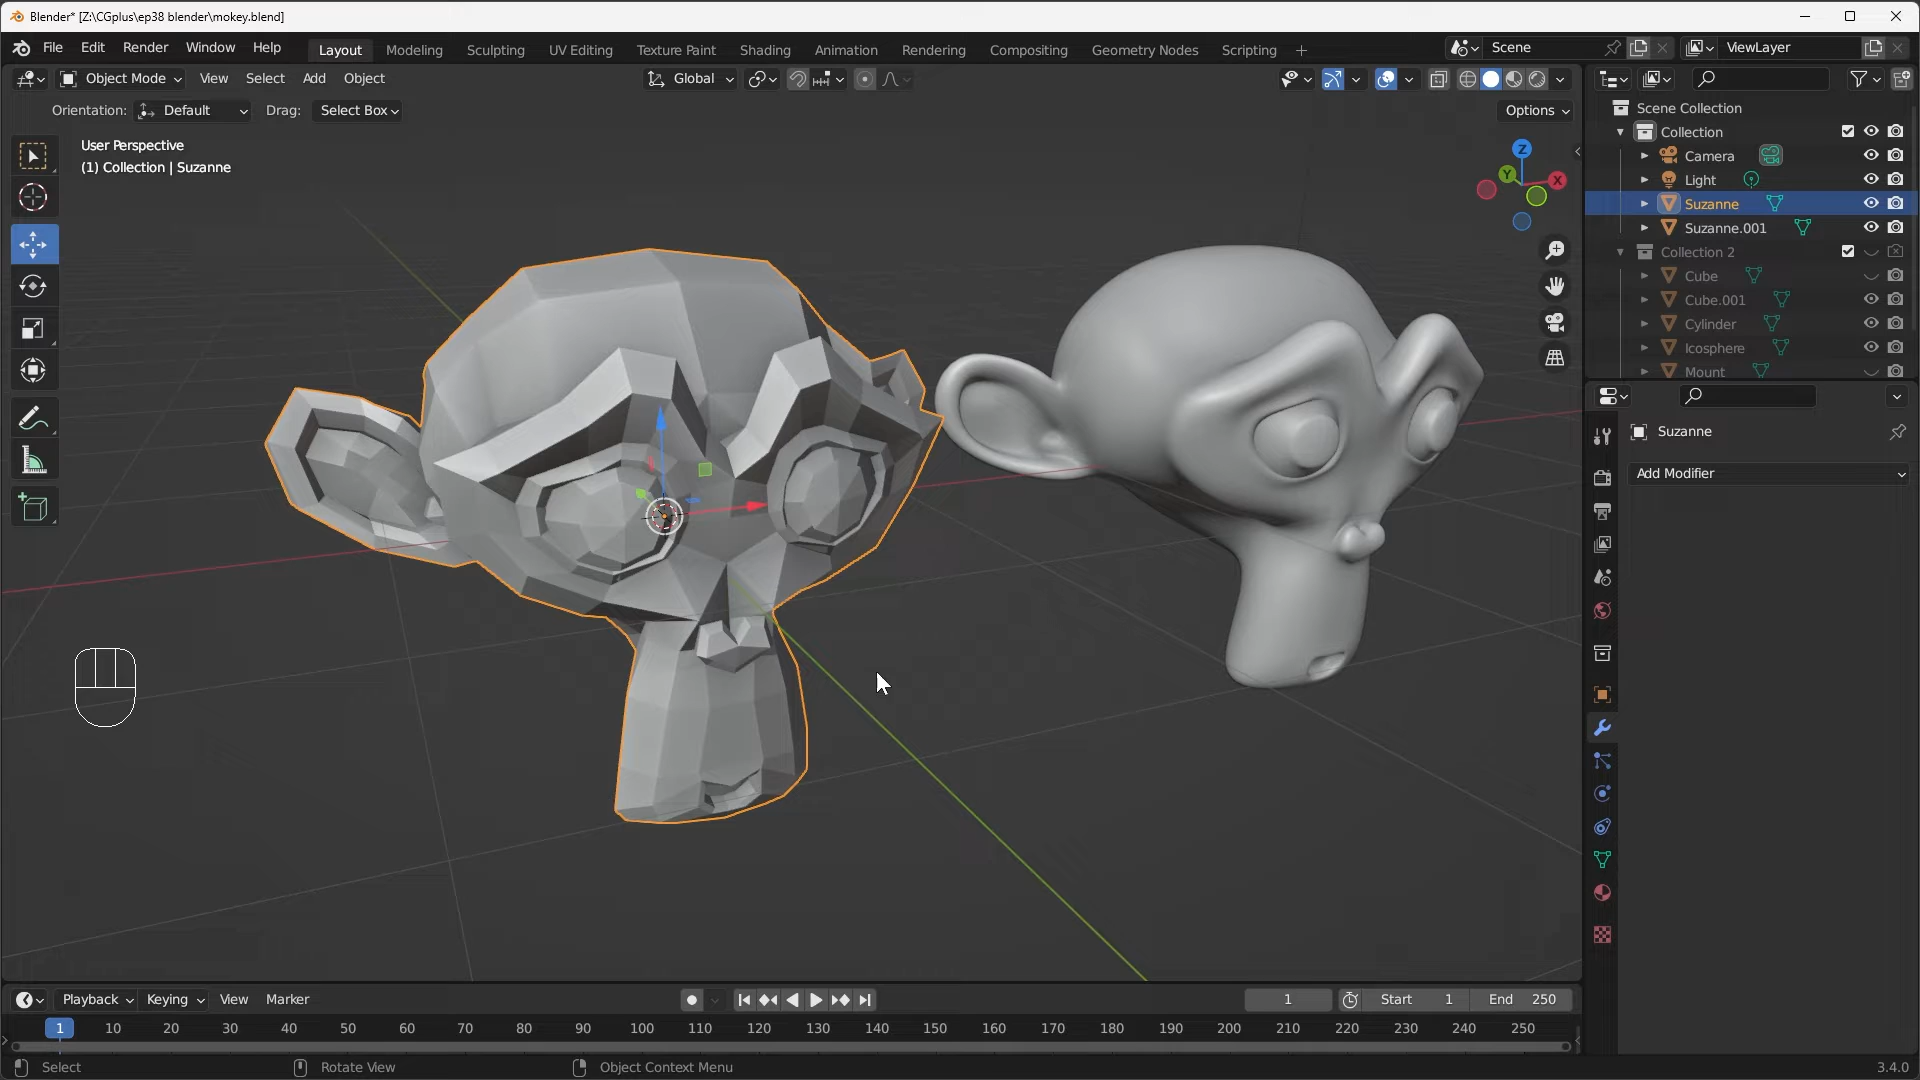 Blender* [Z:\CGplus\ep38 blender\mokey.blend]
File Edit Render Window Help Layout Modeling Sculpting UV Editing Texture Paint Shading Animation Rendering Compositing Geometry Nodes Scripting + Scene ViewLayer
Object Mode View Select Add Object Global
Orientation: Default Drag: Select Box Options
User Perspective
(1) Collection | Suzanne
Z
Y
X
Scene Collection
Collection
Camera
Light
Suzanne
Suzanne.001
Collection 2
Cube
Cube.001
Cylinder
Icosphere
Mount
Suzanne
Add Modifier
Playback Keying View Marker 1 Start 1 End 250
1 10 20 30 40 50 60 70 80 90 100 110 120 130 140 150 160 170 180 190 200 210 220 230 240 250
Select Rotate View Object Context Menu 3.4.0